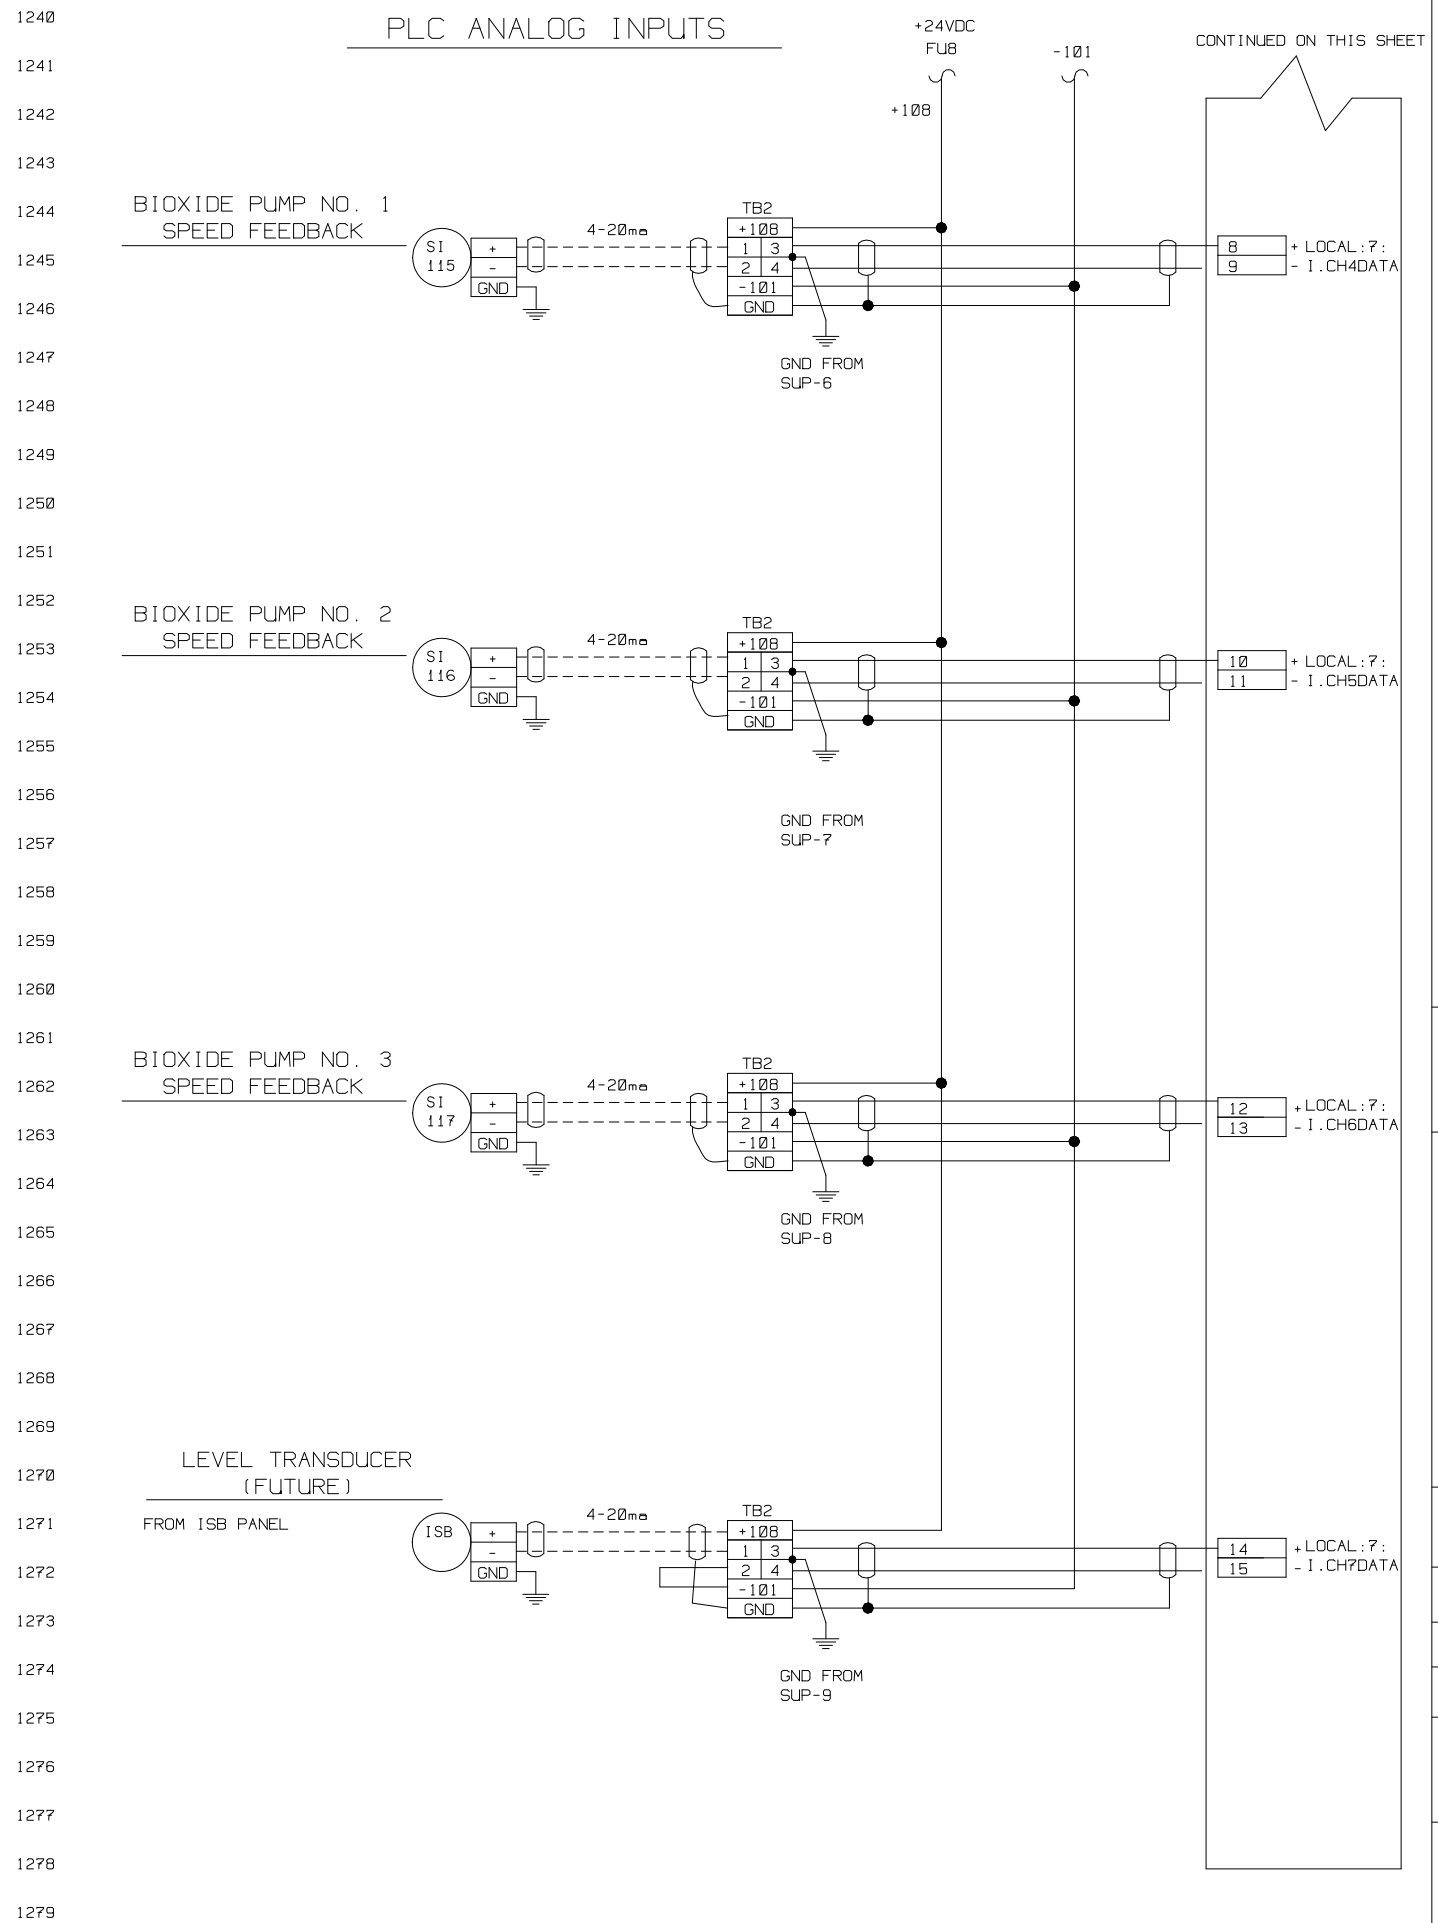 PLC ANALOG INPUTS
+24VDC
FU8
-101
CONTINUED ON THIS SHEET
+108
1240
1241
1242
1243
1244
1245
1246
1247
1248
1249
1250
1251
1252
1253
1254
1255
1256
1257
1258
1259
1260
1261
1262
1263
1264
1265
1266
1267
1268
1269
1270
1271
1272
1273
1274
1275
1276
1277
1278
1279
BIOXIDE PUMP NO. 1
SPEED FEEDBACK
SI
115
+
-
GND
4-20ma
TB2
+108
1 3
2 4
-101
GND
GND FROM
SUP-6
8 + LOCAL:7:
9 - I.CH4DATA
BIOXIDE PUMP NO. 2
SPEED FEEDBACK
SI
116
+
-
GND
4-20ma
TB2
+108
1 3
2 4
-101
GND
GND FROM
SUP-7
10 + LOCAL:7:
11 - I.CH5DATA
BIOXIDE PUMP NO. 3
SPEED FEEDBACK
SI
117
+
-
GND
4-20ma
TB2
+108
1 3
2 4
-101
GND
GND FROM
SUP-8
12 + LOCAL:7:
13 - I.CH6DATA
LEVEL TRANSDUCER
(FUTURE)
FROM ISB PANEL
ISB
+
-
GND
4-20ma
TB2
+108
1 3
2 4
-101
GND
GND FROM
SUP-9
14 + LOCAL:7:
15 - I.CH7DATA